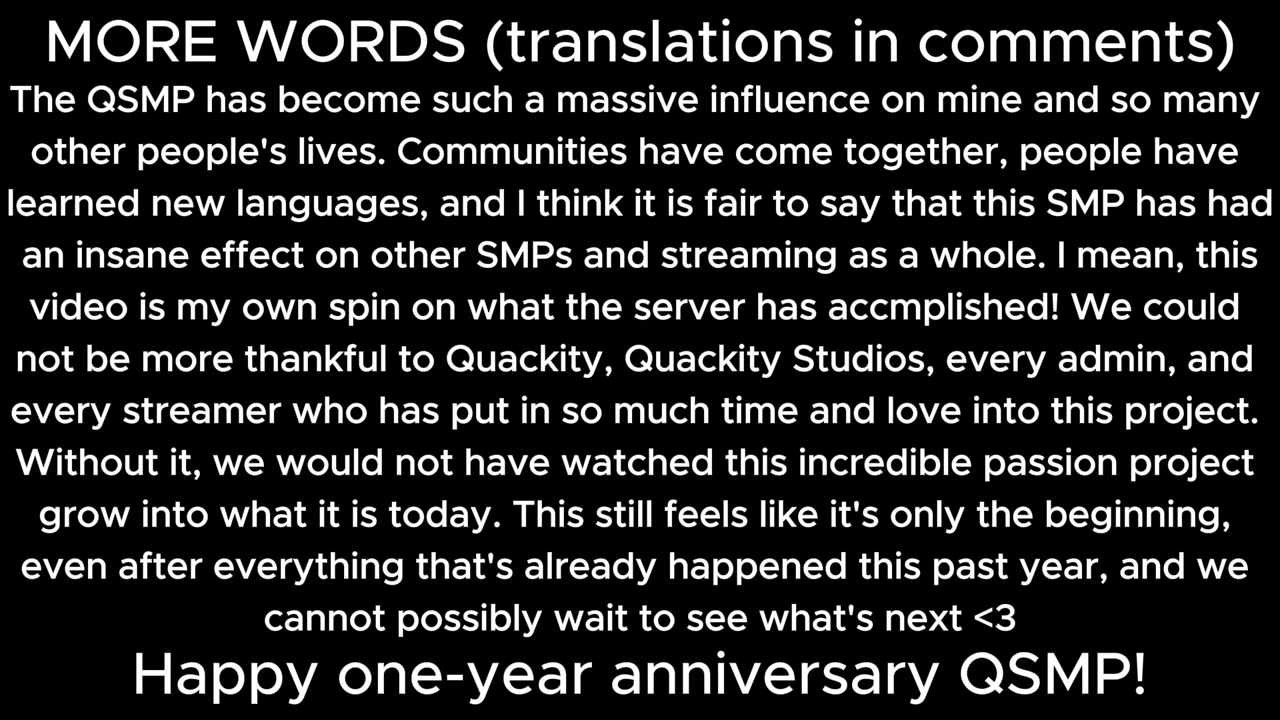 MORE WORDS (translations in comments)
The QSMP has become such a massive influence on mine and so many
other people's lives. Communities have come together, people have
learned new languages, and I think it is fair to say that this SMP has had
an insane effect on other SMPs and streaming as a whole. I mean, this
video is my own spin on what the server has accmplished! We could
not be more thankful to Quackity, Quackity Studios, every admin, and
every streamer who has put in so much time and love into this project.
Without it, we would not have watched this incredible passion project
grow into what it is today. This still feels like it's only the beginning,
even after everything that's already happened this past year, and we
cannot possibly wait to see what's next <3
Happy one-year anniversary QSMP!